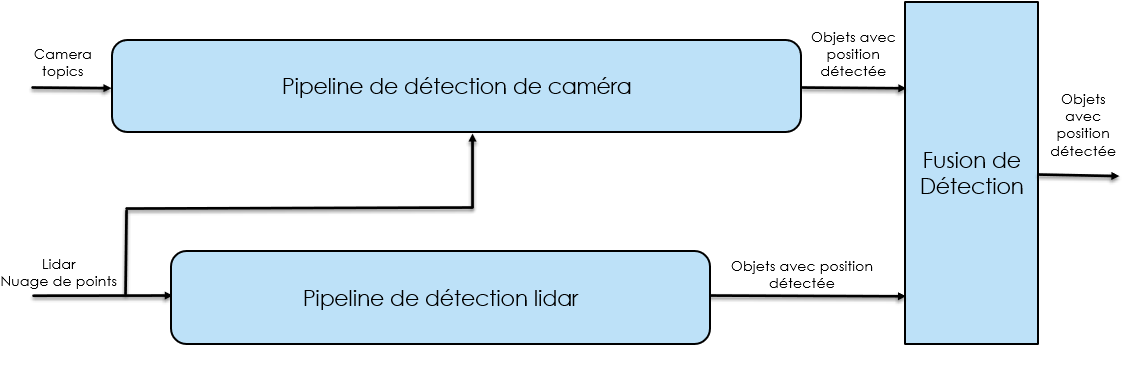 Camera
topics
Pipeline de détection de caméra
Objets avec
position
détectée
Fusion de
Détection
Objets
avec
position
détectée
Lidar
Nuage de points
Pipeline de détection lidar
Objets avec position
détectée